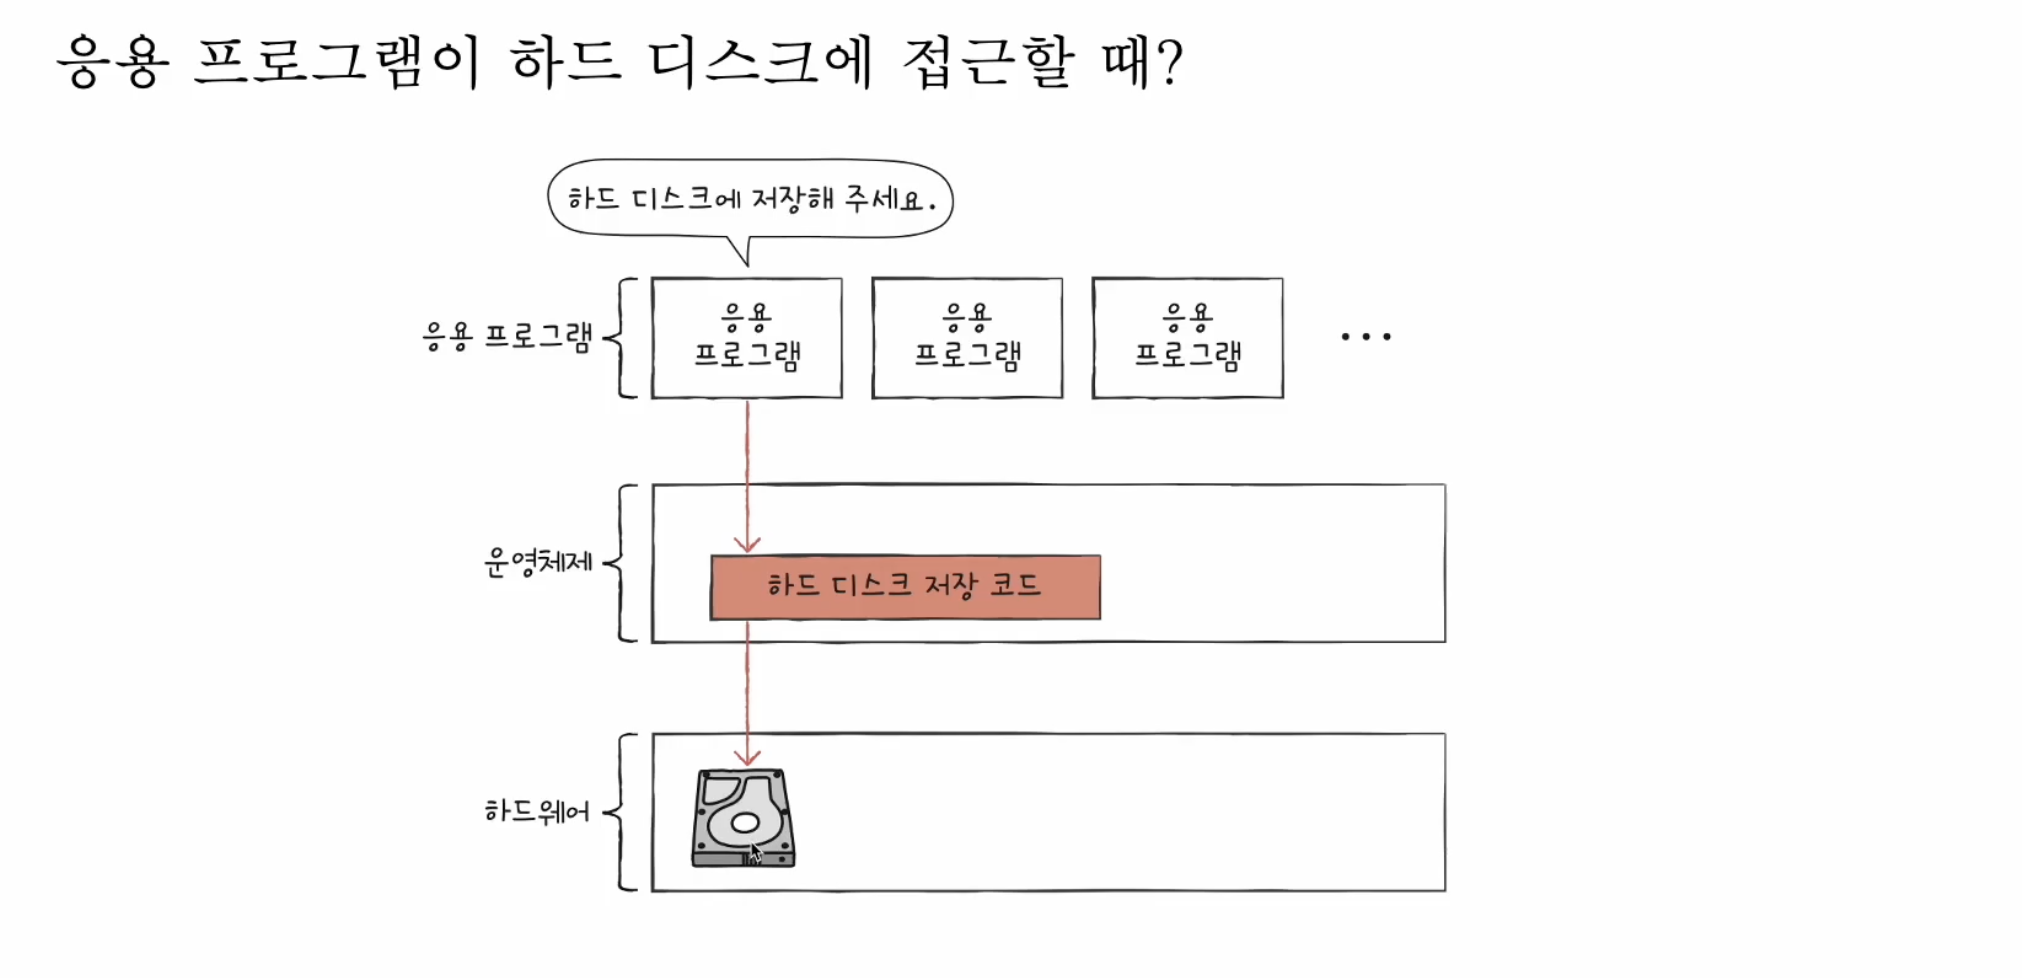 응용 프로그램이 하드 디스크에 접근할 때?
하드 디스크에 저장해 주세요.
응용 프로그램
응용
프로그램
응용
프로그램
응용
프로그램
...
운영체제
하드 디스크 저장 코드
하드웨어